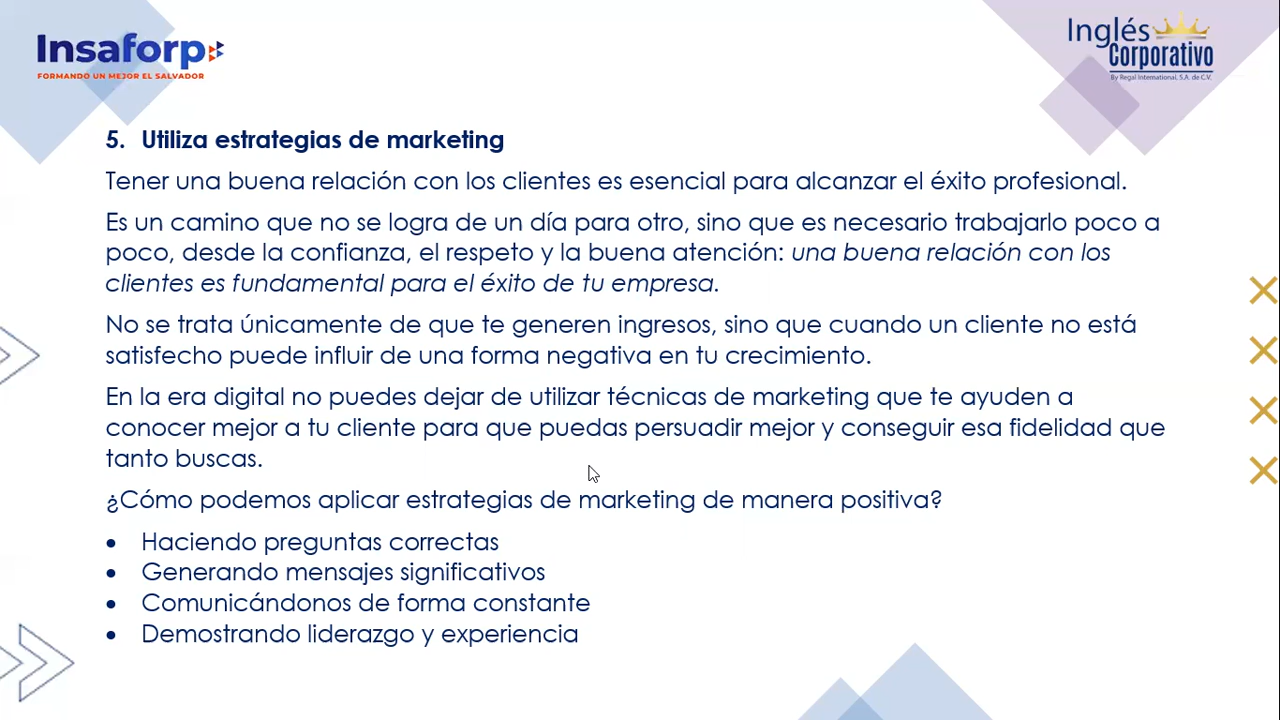 Insaforp
FORMANDO UN MEJOR EL SALVADOR
Inglés
Corporativo
By Regal International, S.A. de C.V.
5. Utiliza estrategias de marketing
Tener una buena relación con los clientes es esencial para alcanzar el éxito profesional.
Es un camino que no se logra de un día para otro, sino que es necesario trabajarlo poco a
poco, desde la confianza, el respeto y la buena atención: una buena relación con los
clientes es fundamental para el éxito de tu empresa.
No se trata únicamente de que te generen ingresos, sino que cuando un cliente no está
satisfecho puede influir de una forma negativa en tu crecimiento.
En la era digital no puedes dejar de utilizar técnicas de marketing que te ayuden a
conocer mejor a tu cliente para que puedas persuadir mejor y conseguir esa fidelidad que
tanto buscas.
¿Cómo podemos aplicar estrategias de marketing de manera positiva?
• Haciendo preguntas correctas
• Generando mensajes significativos
• Comunicándonos de forma constante
• Demostrando liderazgo y experiencia